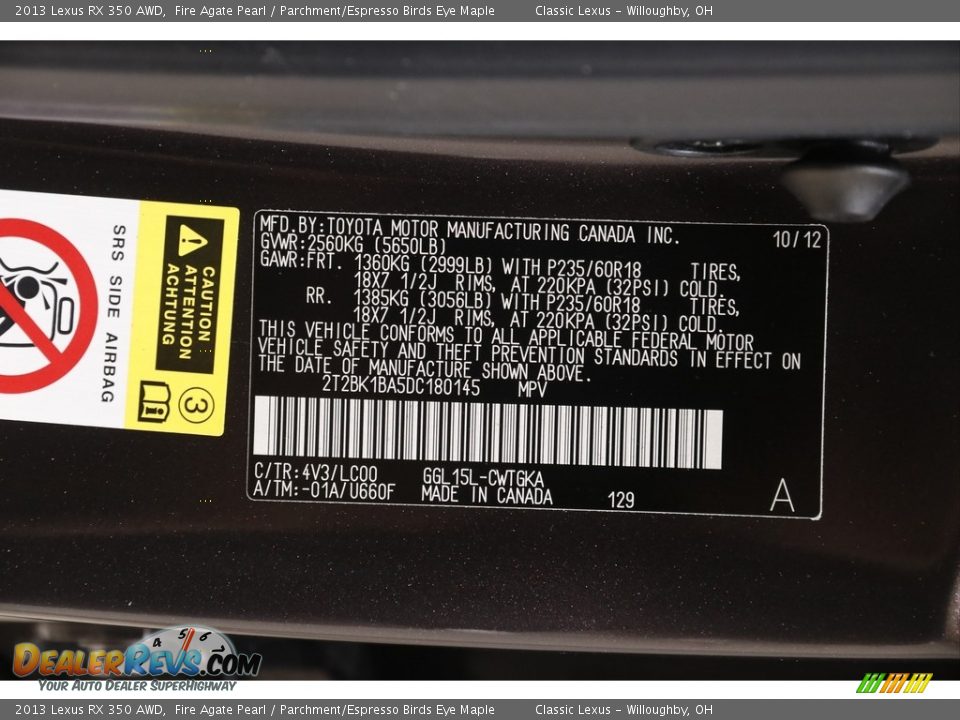 2013 Lexus RX 350 AWD, Fire Agate Pearl / Parchment/Espresso Birds Eye Maple Classic Lexus - Willoughby, OH
SRS SIDE AIRBAG
CAUTION
ATTENTION
ACHTUNG
3
MFD.BY:TOYOTA MOTOR MANUFACTURING CANADA INC. 10/12
GVWR:2560KG (5650LB)
GAWR:FRT. 1360KG (2999LB) WITH P235/60R18 TIRES,
18X7 1/2J RIMS, AT 220KPA (32PSI) COLD.
RR. 1385KG (3056LB) WITH P235/60R18 TIRES,
18X7 1/2J RIMS, AT 220KPA (32PSI) COLD.
THIS VEHICLE CONFORMS TO ALL APPLICABLE FEDERAL MOTOR
VEHICLE SAFETY AND THEFT PREVENTION STANDARDS IN EFFECT ON
THE DATE OF MANUFACTURE SHOWN ABOVE.
2T2BK1BA5DC180145 MPV
C/TR:4V3/LC00 GGL15L-CWTGKA
A/TM:-01A/U660F MADE IN CANADA 129 A
4 5 6 7
DEALERREVS.COM
YOUR AUTO DEALER SUPERHIGHWAY
2013 Lexus RX 350 AWD, Fire Agate Pearl / Parchment/Espresso Birds Eye Maple Classic Lexus - Willoughby, OH